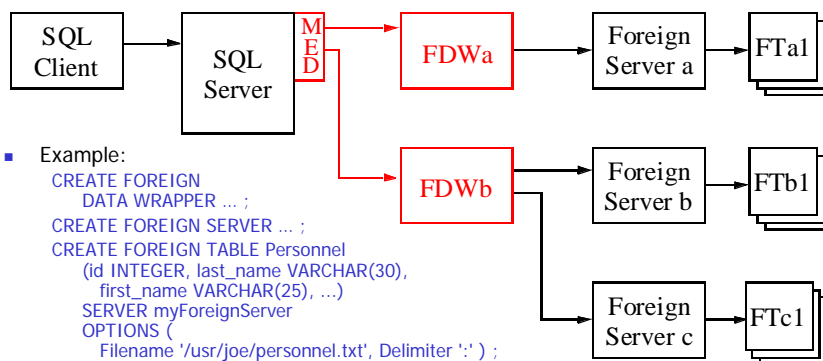 SQL Client
SQL Server
MED
FDWa
Foreign Server a
FTa1
FDWb
Foreign Server b
FTb1
Foreign Server c
FTc1
Example:
CREATE FOREIGN
DATA WRAPPER ... ;
CREATE FOREIGN SERVER ... ;
CREATE FOREIGN TABLE Personnel
(id INTEGER, last_name VARCHAR(30),
first_name VARCHAR(25), ...)
SERVER myForeignServer
OPTIONS (
Filename '/usr/joe/personnel.txt', Delimiter ':' ) ;